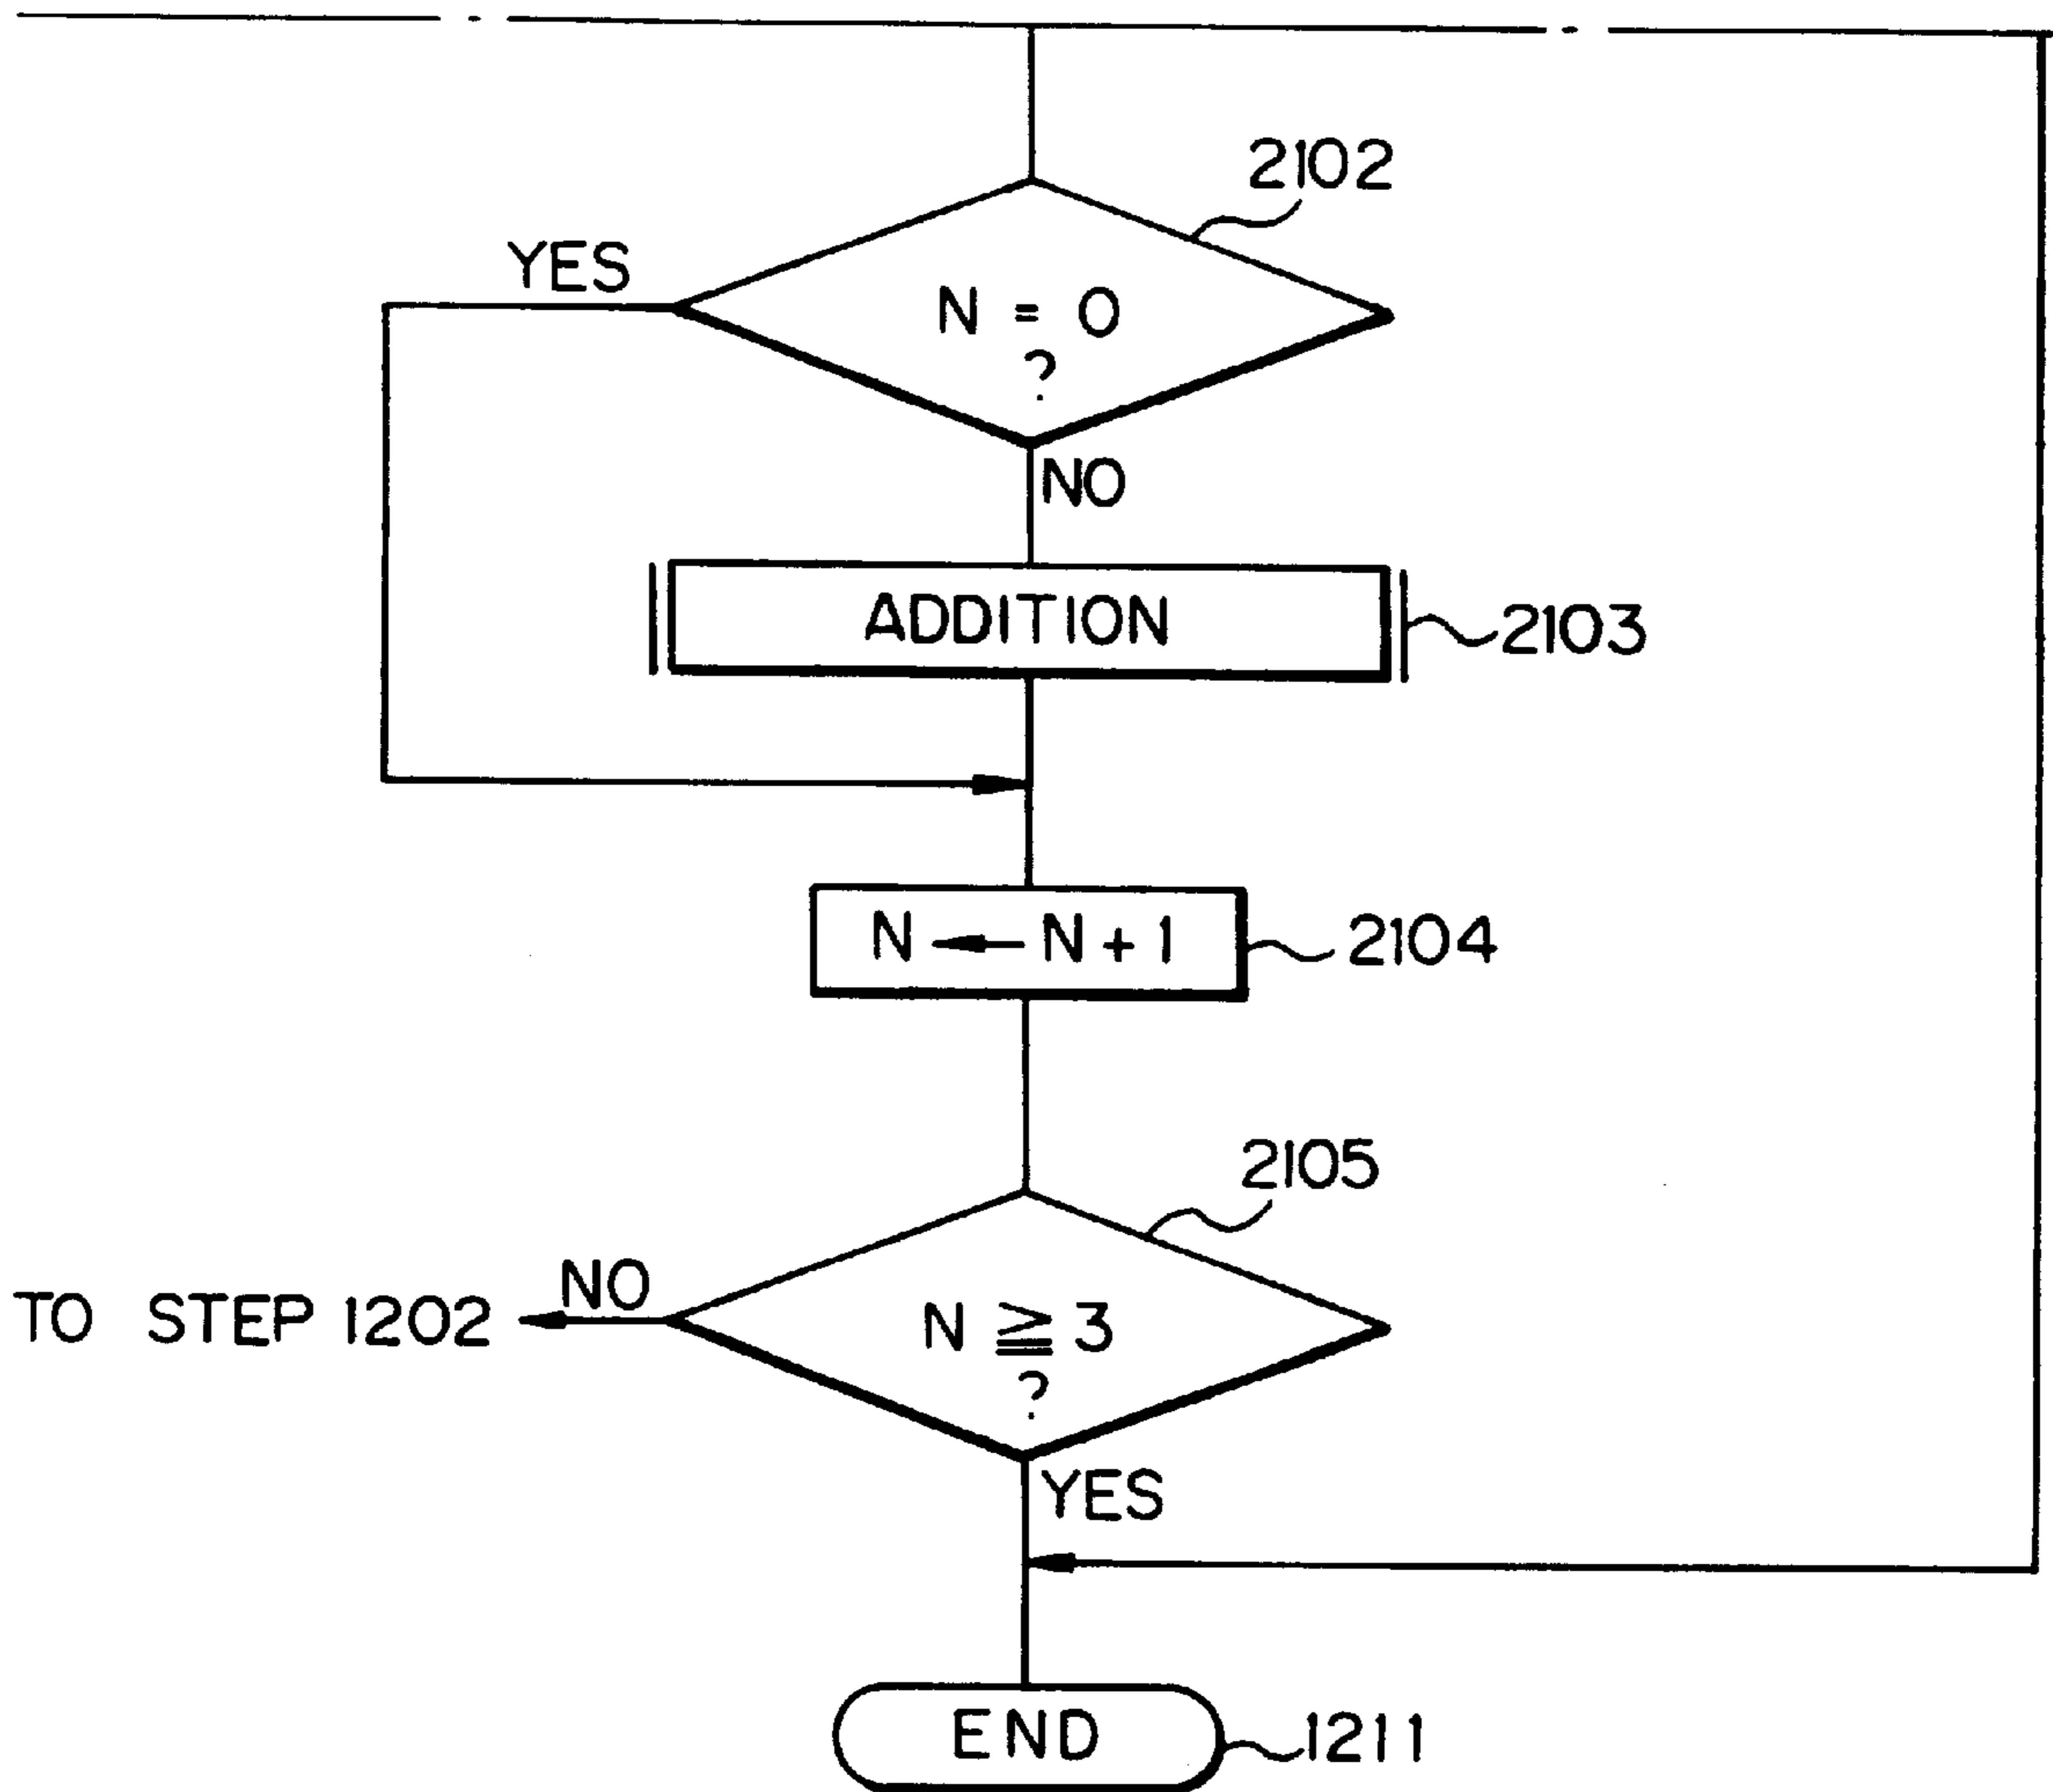 2102
YES
N = 0
?
NO
ADDITION
2103
N ← N + 1
2104
2105
TO STEP 1202
NO
N ≧ 3
?
YES
END
1211